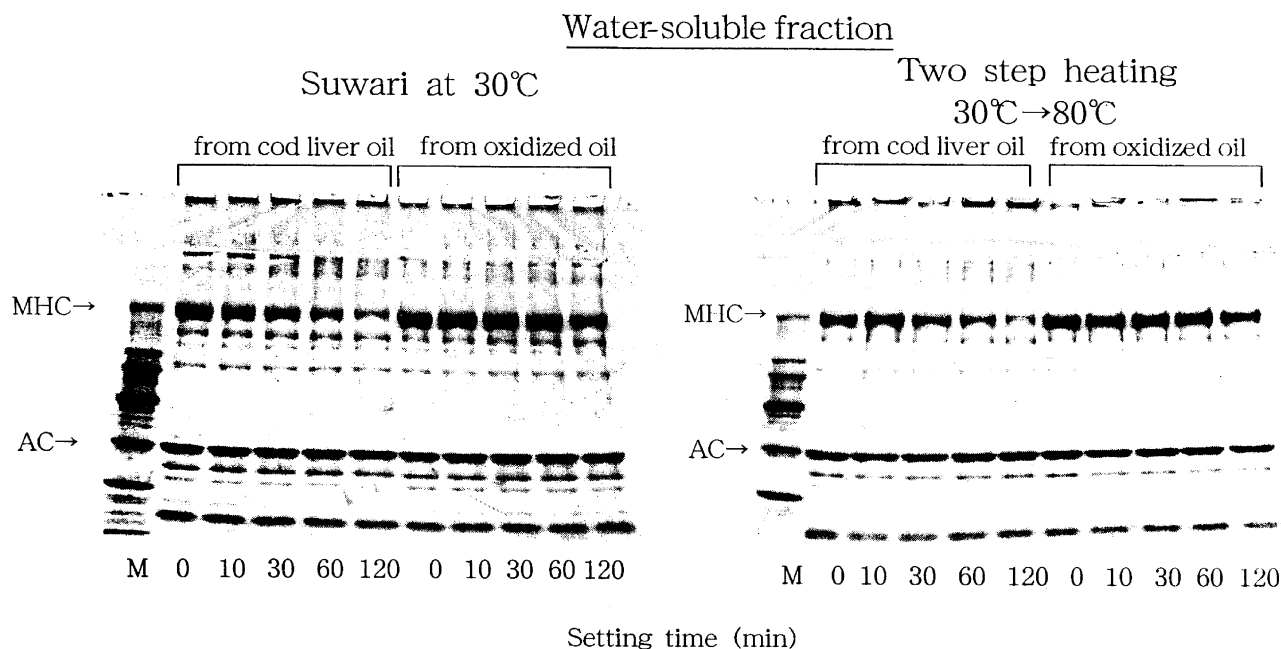 Water-soluble fraction
Suwari at 30℃
Two step heating
30℃→80℃
from cod liver oil
from oxidized oil
from cod liver oil
from oxidized oil
MHC→
MHC→
AC→
AC→
M 0 10 30 60 120 0 10 30 60 120
M 0 10 30 60 120 0 10 30 60 120
Setting time (min)